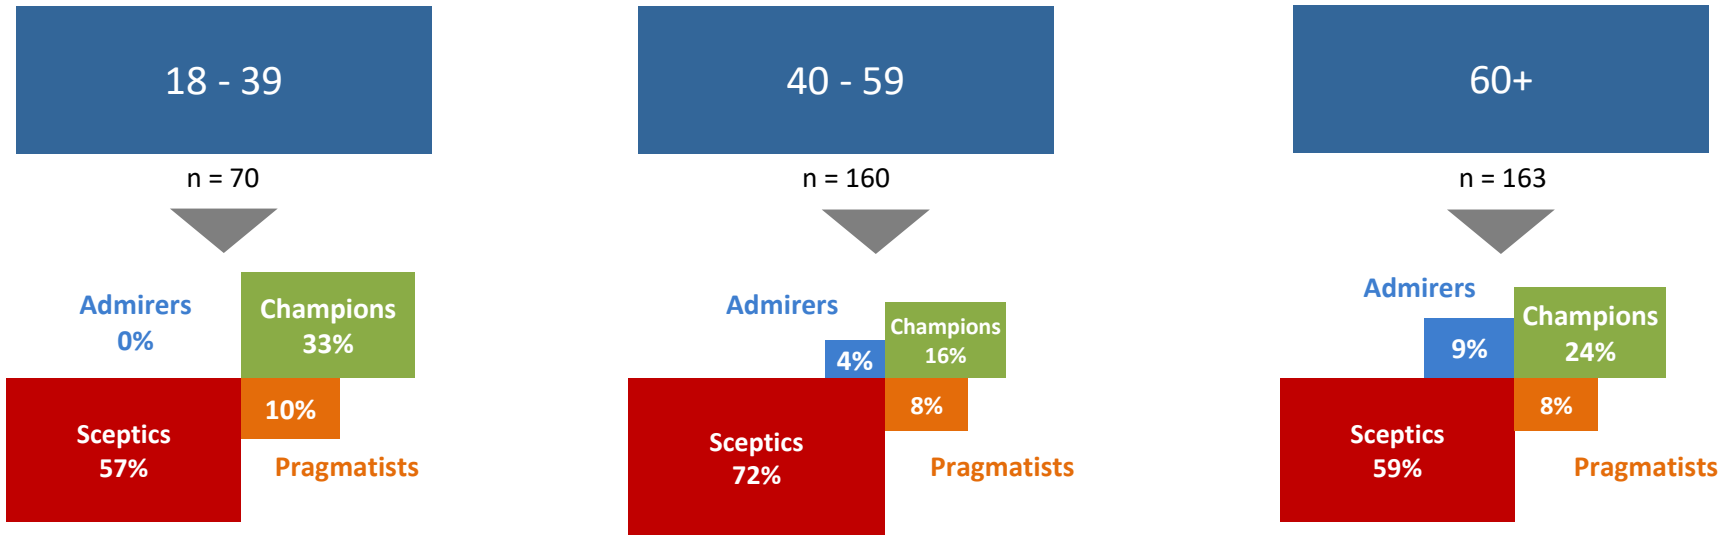 18 - 39
n = 70
Admirers
0%
Champions
33%
Sceptics
57%
10%
Pragmatists
40 - 59
n = 160
Admirers
4%
Champions
16%
Sceptics
72%
8%
Pragmatists
60+
n = 163
Admirers
9%
Champions
24%
Sceptics
59%
8%
Pragmatists